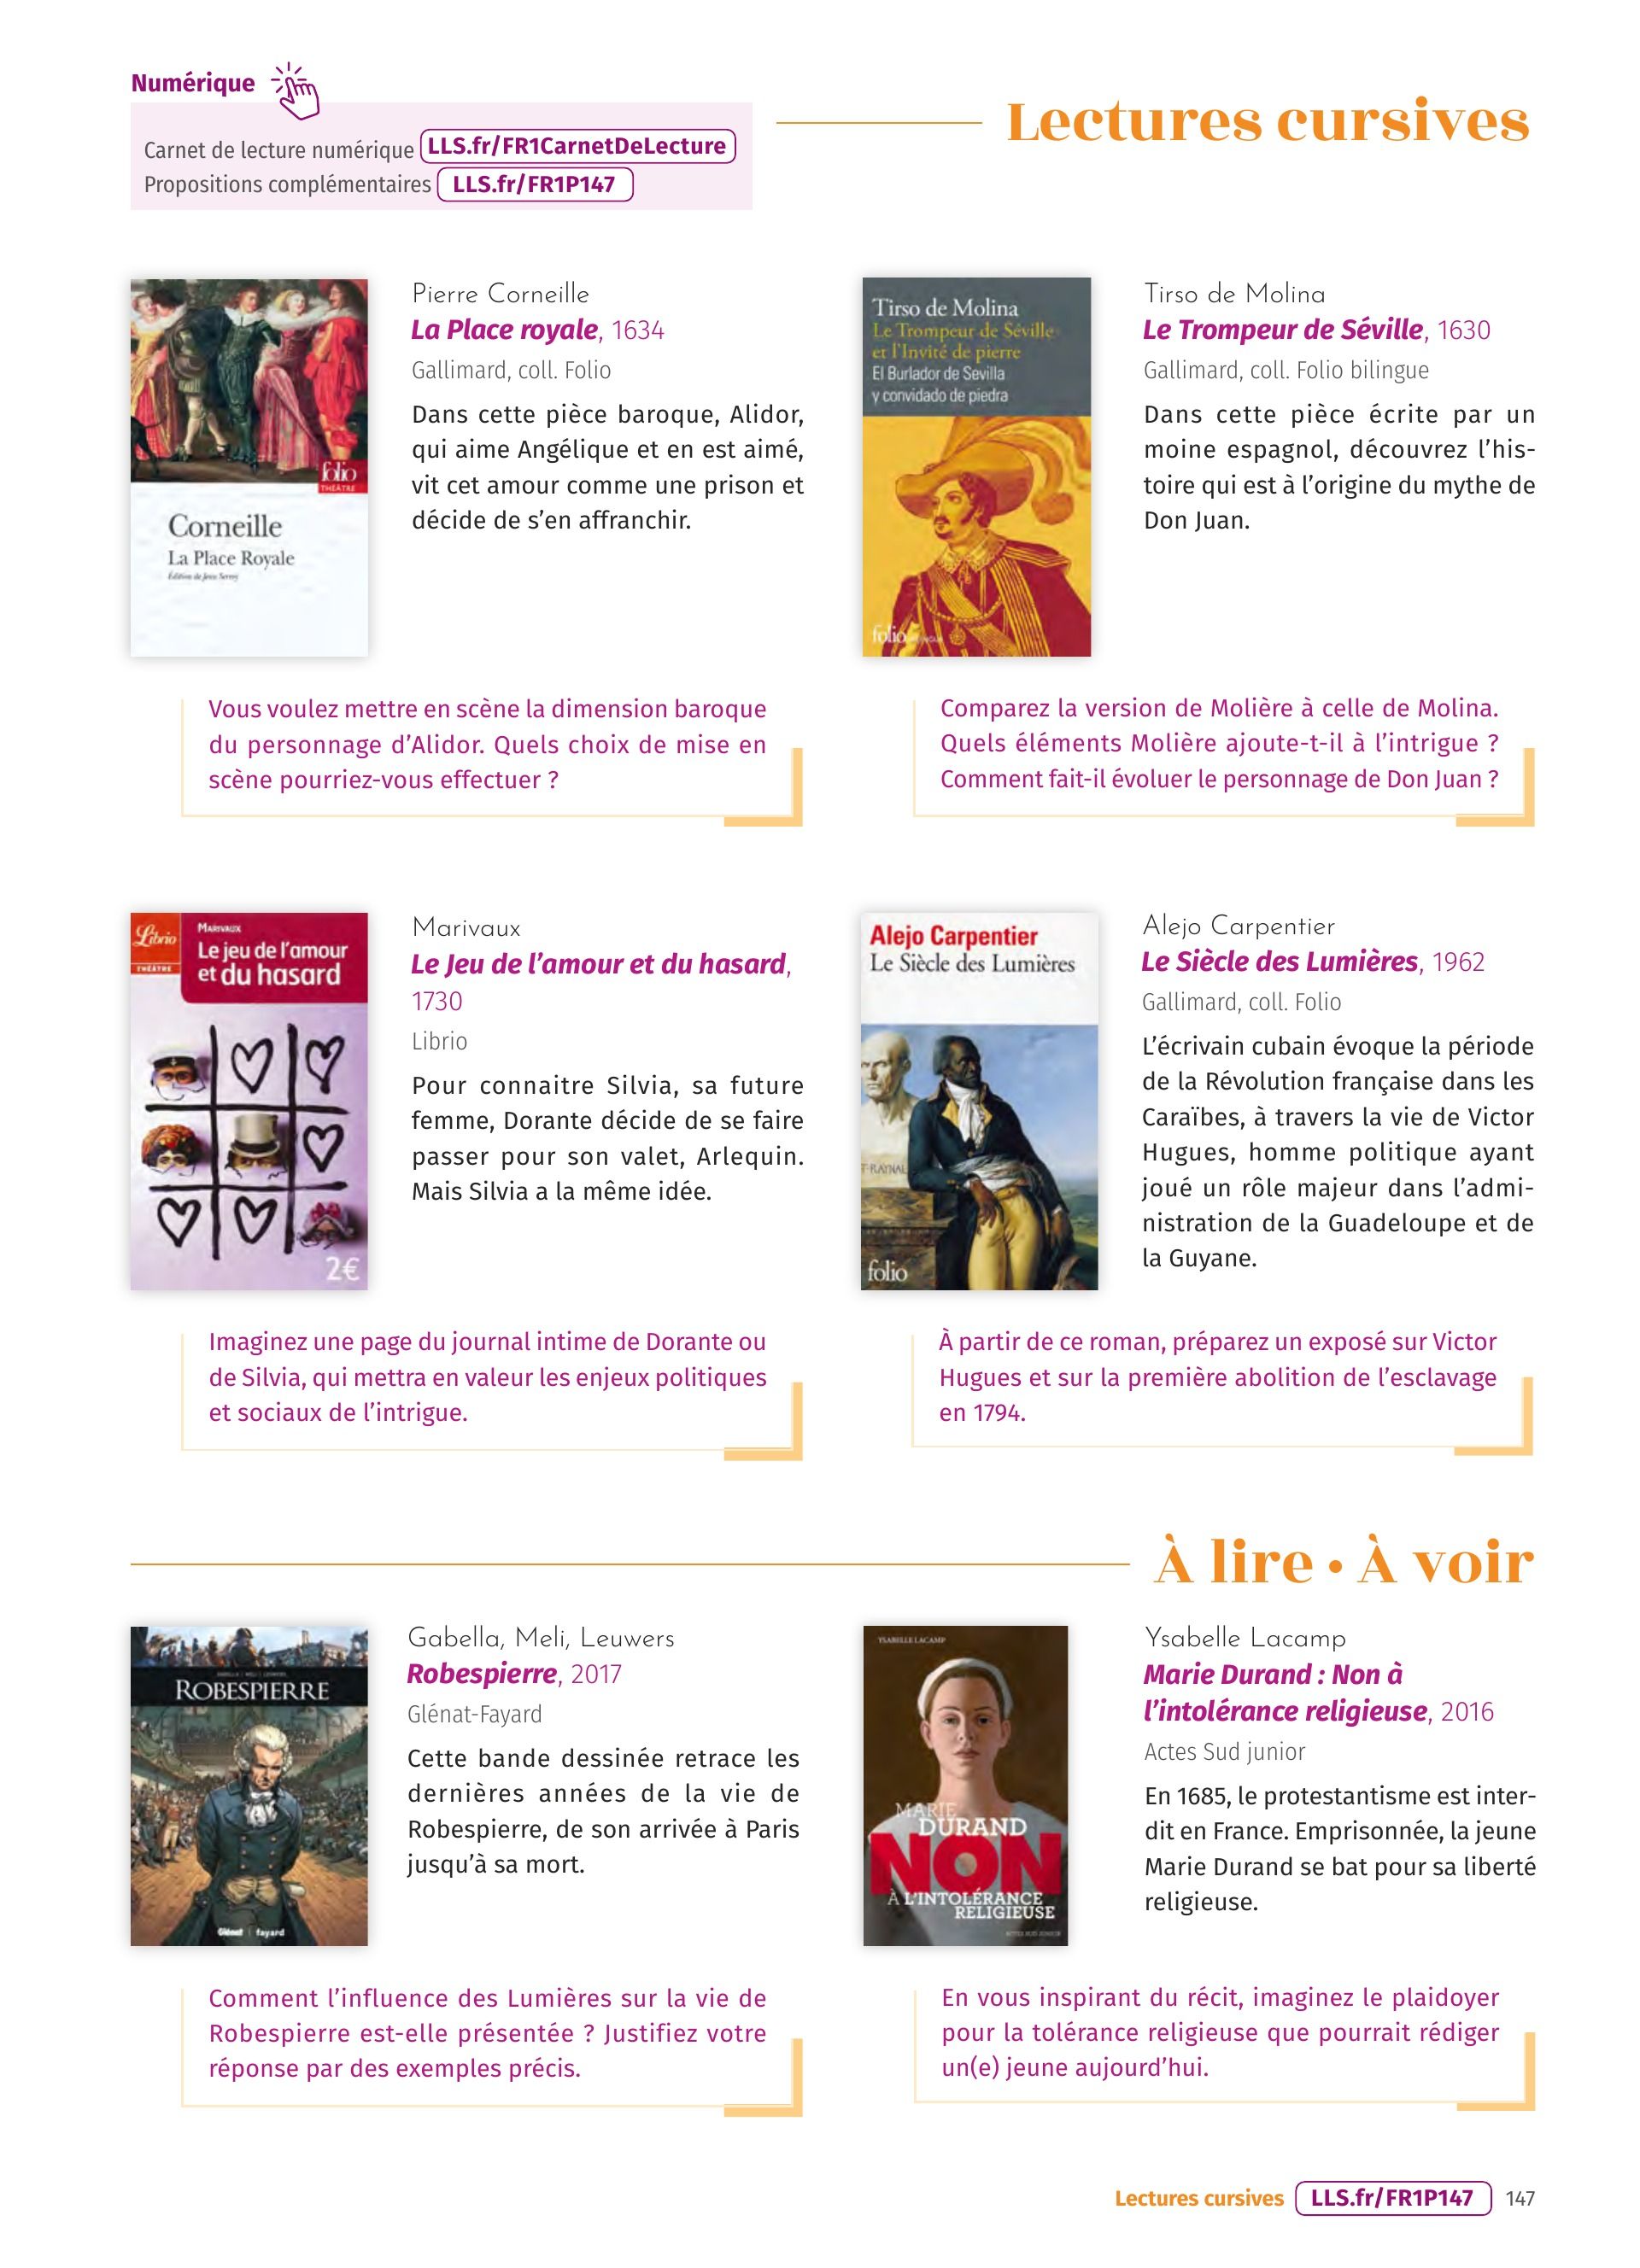 Numérique
Carnet de lecture numérique LLS.fr/FR1CarnetDeLecture
Propositions complémentaires LLS.fr/FR1P147
Lectures cursives
folio
THÉÂTRE
Corneille
La Place Royale
Édition de Jean Serroy
Pierre Corneille
La Place royale, 1634
Gallimard, coll. Folio
Dans cette pièce baroque, Alidor,
qui aime Angélique et en est aimé,
vit cet amour comme une prison et
décide de s'en affranchir.
Vous voulez mettre en scène la dimension baroque
du personnage d'Alidor. Quels choix de mise en
scène pourriez-vous effectuer ?
Tirso de Molina
Le Trompeur de Séville
et l'Invité de pierre
El Burlador de Sevilla
y convidado de piedra
folio
Tirso de Molina
Le Trompeur de Séville, 1630
Gallimard, coll. Folio bilingue
Dans cette pièce écrite par un
moine espagnol, découvrez l'his-
toire qui est à l'origine du mythe de
Don Juan.
Comparez la version de Molière à celle de Molina.
Quels éléments Molière ajoute-t-il à l'intrigue ?
Comment fait-il évoluer le personnage de Don Juan ?
Librio
THÉÂTRE
Marivaux
Le jeu de l'amour
et du hasard
2€
Marivaux
Le Jeu de l'amour et du hasard,
1730
Librio
Pour connaitre Silvia, sa future
femme, Dorante décide de se faire
passer pour son valet, Arlequin.
Mais Silvia a la même idée.
Imaginez une page du journal intime de Dorante ou
de Silvia, qui mettra en valeur les enjeux politiques
et sociaux de l'intrigue.
Alejo Carpentier
Le Siècle des Lumières
T·RAYNAL
folio
Alejo Carpentier
Le Siècle des Lumières, 1962
Gallimard, coll. Folio
L'écrivain cubain évoque la période
de la Révolution française dans les
Caraïbes, à travers la vie de Victor
Hugues, homme politique ayant
joué un rôle majeur dans l'admi-
nistration de la Guadeloupe et de
la Guyane.
À partir de ce roman, préparez un exposé sur Victor
Hugues et sur la première abolition de l'esclavage
en 1794.
À lire • À voir
ROBESPIERRE
Glénat | fayard
Gabella, Meli, Leuwers
Robespierre, 2017
Glénat-Fayard
Cette bande dessinée retrace les
dernières années de la vie de
Robespierre, de son arrivée à Paris
jusqu'à sa mort.
Comment l'influence des Lumières sur la vie de
Robespierre est-elle présentée ? Justifiez votre
réponse par des exemples précis.
YSABELLE LACAMP
MARIE
DURAND
NON
À L'INTOLÉRANCE
RELIGIEUSE
ACTES SUD JUNIOR
Ysabelle Lacamp
Marie Durand : Non à
l'intolérance religieuse, 2016
Actes Sud junior
En 1685, le protestantisme est inter-
dit en France. Emprisonnée, la jeune
Marie Durand se bat pour sa liberté
religieuse.
En vous inspirant du récit, imaginez le plaidoyer
pour la tolérance religieuse que pourrait rédiger
un(e) jeune aujourd'hui.
Lectures cursives LLS.fr/FR1P147 147